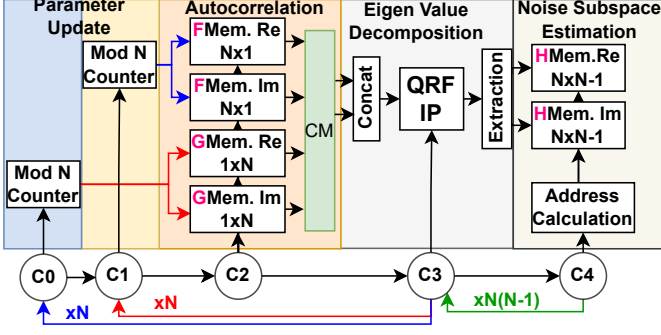 Parameter
Update
Autocorrelation
Eigen Value
Decomposition
Noise Subspace
Estimation
Mod N
Counter
Mod N
Counter
FMem. Re
Nx1
FMem. Im
Nx1
GMem. Re
1xN
GMem. Im
1xN
CM
Concat
QRF
IP
Extraction
HMem.Re
NxN-1
HMem. Im
NxN-1
Address
Calculation
C0
C1
C2
C3
C4
xN
xN
xN(N-1)